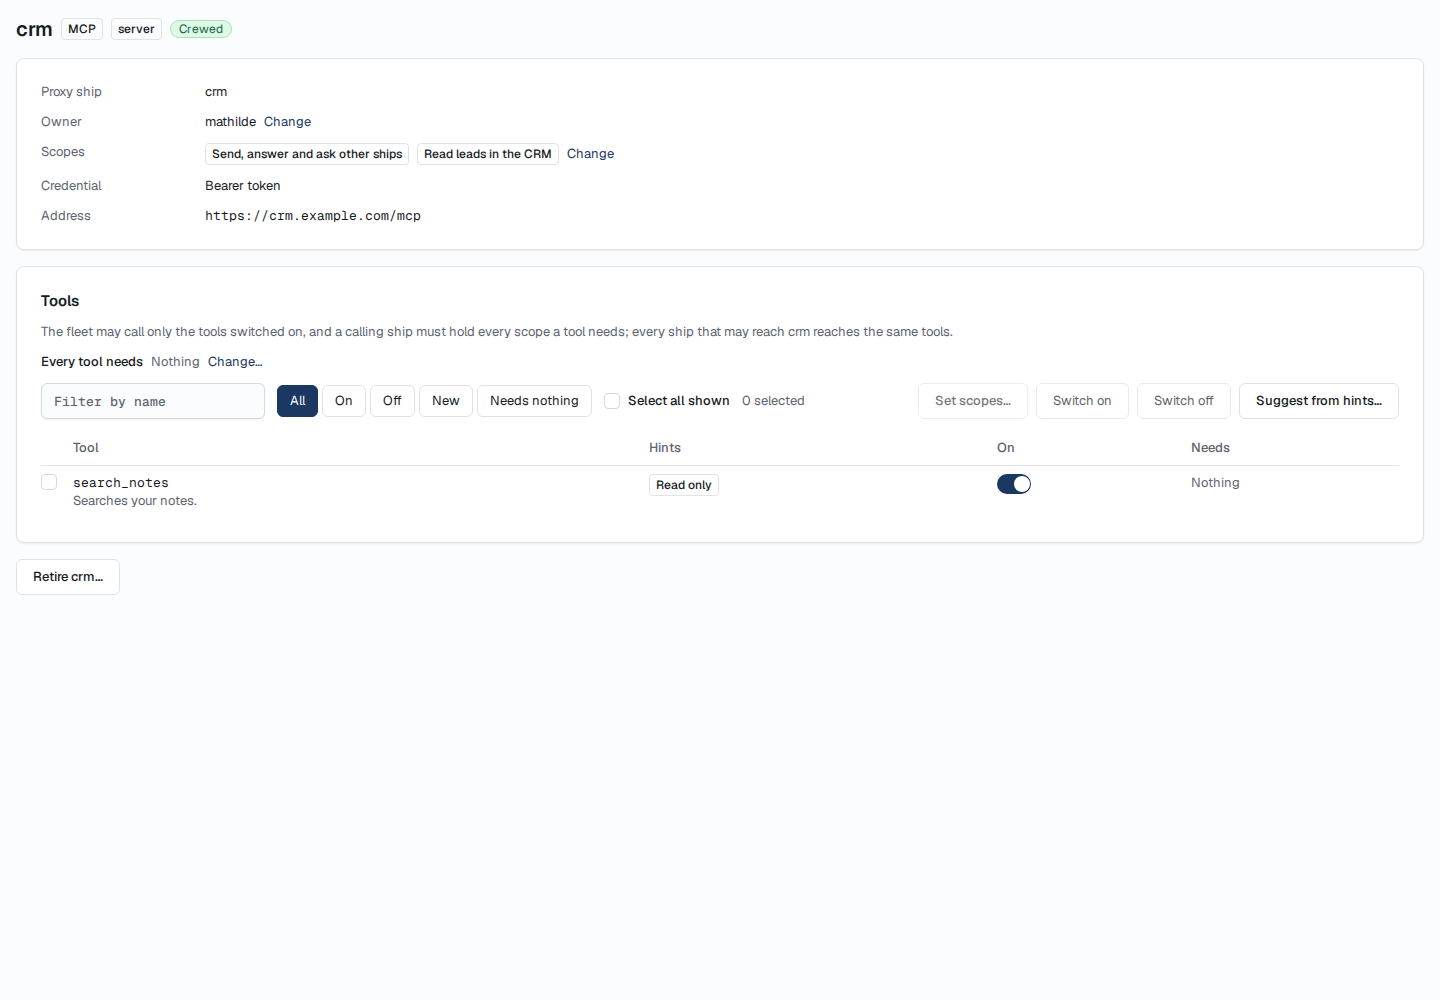 crm MCP server Crewed
Proxy ship crm
Owner mathilde Change
Scopes Send, answer and ask other ships Read leads in the CRM Change
Credential Bearer token
Address https://crm.example.com/mcp
Tools
The fleet may call only the tools switched on, and a calling ship must hold every scope a tool needs; every ship that may reach crm reaches the same tools.
Every tool needs Nothing Change…
Filter by name All On Off New Needs nothing Select all shown 0 selected Set scopes… Switch on Switch off Suggest from hints…
Tool Hints On Needs
search_notes Read only Nothing
Searches your notes.
Retire crm…